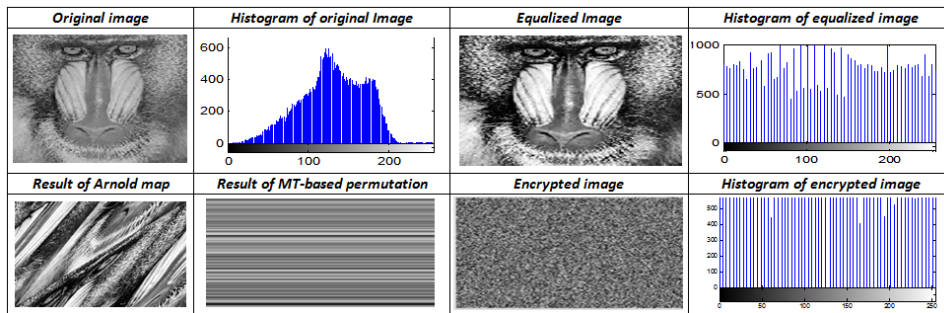 Original image
Histogram of original Image
Equalized Image
Histogram of equalized image
600
400
200
0
0 100 200
1000
500
0
0 100 200
Result of Arnold map
Result of MT-based permutation
Encrypted image
Histogram of encrypted image
500
400
300
200
100
0
0 50 100 150 200 250